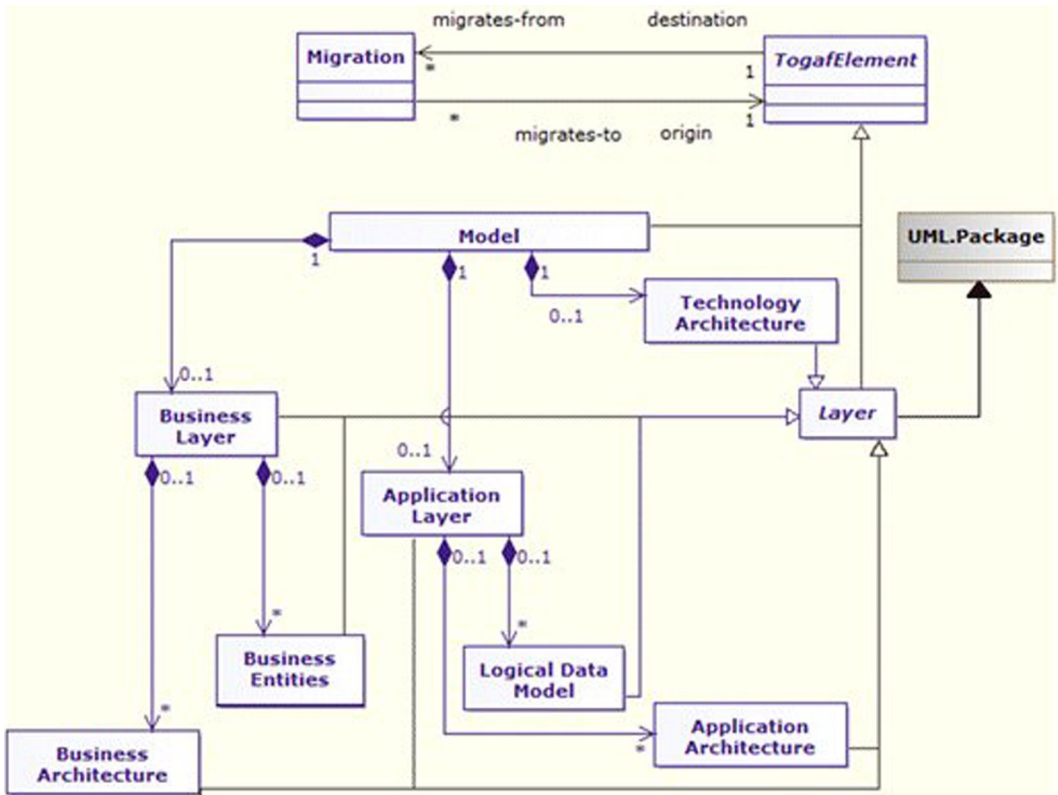 migrates-from destination
Migration
TogafElement
*
1
*
1
migrates-to origin
Model
UML.Package
1
1
1
Technology
Architecture
0..1
0..1
Business
Layer
Layer
0..1
0..1
0..1
Application
Layer
0..1
0..1
*
*
Business
Entities
Logical Data
Model
*
Application
Architecture
*
Business
Architecture